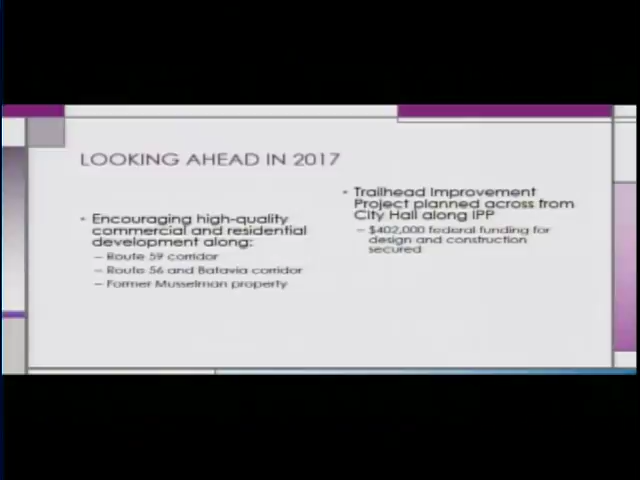 LOOKING AHEAD IN 2017
- Encouraging high-quality
commercial and residential
development along:
– Route 59 corridor
– Route 56 and Batavia corridor
– Former Musselman property
- Trailhead Improvement
Project planned across from
City Hall along IPP
– $402,000 federal funding for
design and construction
secured